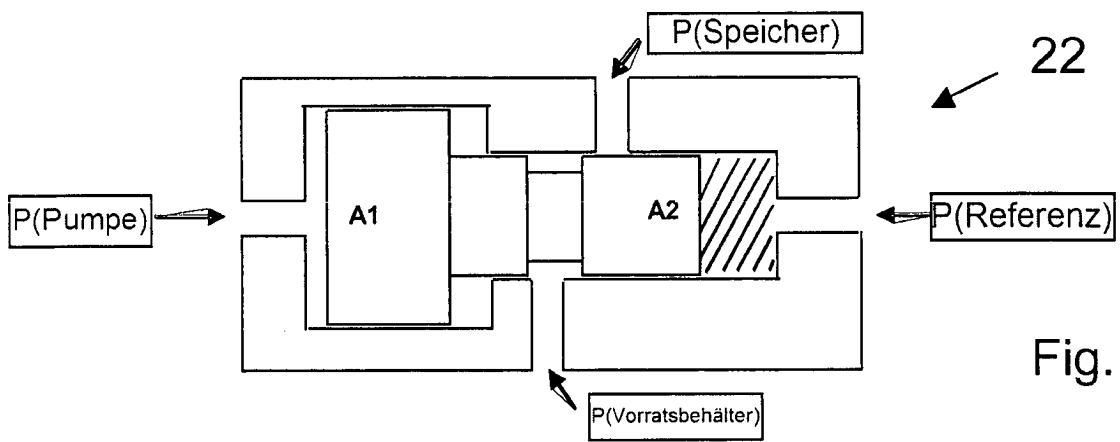 P(Speicher)
22
A1
A2
P(Pumpe)
P(Referenz)
Fig.
P(Vorratsbehälter)